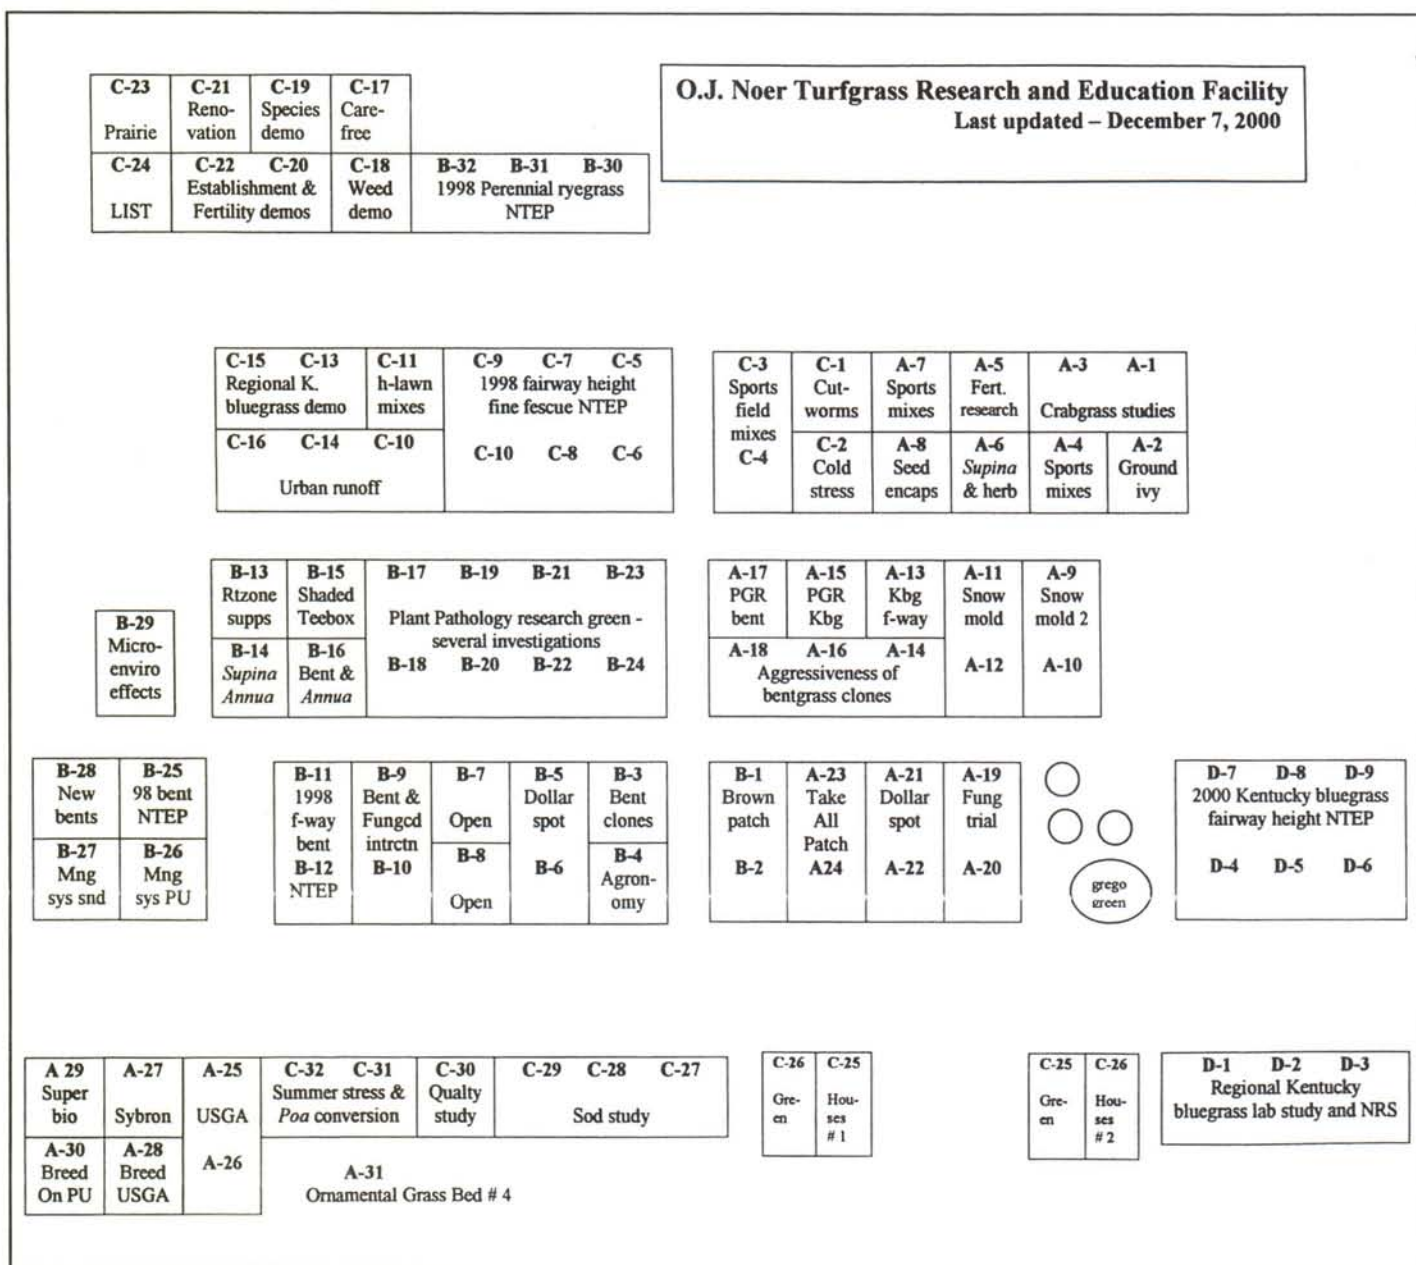 O.J. Noer Turfgrass Research and Education Facility
Last updated – December 7, 2000
C-23
Prairie
C-21
Reno-
vation
C-19
Species
demo
C-17
Care-
free
C-24
LIST
C-22 C-20
Establishment &
Fertility demos
C-18
Weed
demo
B-32 B-31 B-30
1998 Perennial ryegrass
NTEP
C-15 C-13
Regional K.
bluegrass demo
C-11
h-lawn
mixes
C-9 C-7 C-5
1998 fairway height
fine fescue NTEP
C-10 C-8 C-6
C-16 C-14 C-10
Urban runoff
C-3
Sports
field
mixes
C-4
C-1
Cut-
worms
A-7
Sports
mixes
A-5
Fert.
research
A-3 A-1
Crabgrass studies
C-2
Cold
stress
A-8
Seed
encaps
A-6
Supina
& herb
A-4
Sports
mixes
A-2
Ground
ivy
B-29
Micro-
enviro
effects
B-13
Rtzone
supps
B-15
Shaded
Teebox
B-17 B-19 B-21 B-23
Plant Pathology research green -
several investigations
B-18 B-20 B-22 B-24
B-14
Supina
Annua
B-16
Bent &
Annua
A-17
PGR
bent
A-15
PGR
Kbg
A-13
Kbg
f-way
A-11
Snow
mold
A-12
A-9
Snow
mold 2
A-10
A-18 A-16 A-14
Aggressiveness of
bentgrass clones
B-28
New
bents
B-25
98 bent
NTEP
B-27
Mng
sys snd
B-26
Mng
sys PU
B-11
1998
f-way
bent
B-12 NTEP
B-9
Bent &
Fungcd
intrctn
B-10
B-7
Open
B-8
Open
B-5
Dollar
spot
B-6
B-3
Bent
clones
B-4
Agron-
omy
B-1
Brown
patch
B-2
A-23
Take
All
Patch
A24
A-21
Dollar
spot
A-22
A-19
Fung
trial
A-20
grego
green
D-7 D-8 D-9
2000 Kentucky bluegrass
fairway height NTEP
D-4 D-5 D-6
A 29
Super
bio
A-27
Sybron
A-25
USGA
A-26
C-32 C-31
Summer stress &
Poa conversion
C-30
Qualty
study
C-29 C-28 C-27
Sod study
A-30
Breed
On PU
A-28
Breed
USGA
A-31
Ornamental Grass Bed # 4
C-26
Gre-
en
C-25
Hou-
ses
# 1
C-25
Gre-
en
C-26
Hou-
ses
# 2
D-1 D-2 D-3
Regional Kentucky
bluegrass lab study and NRS